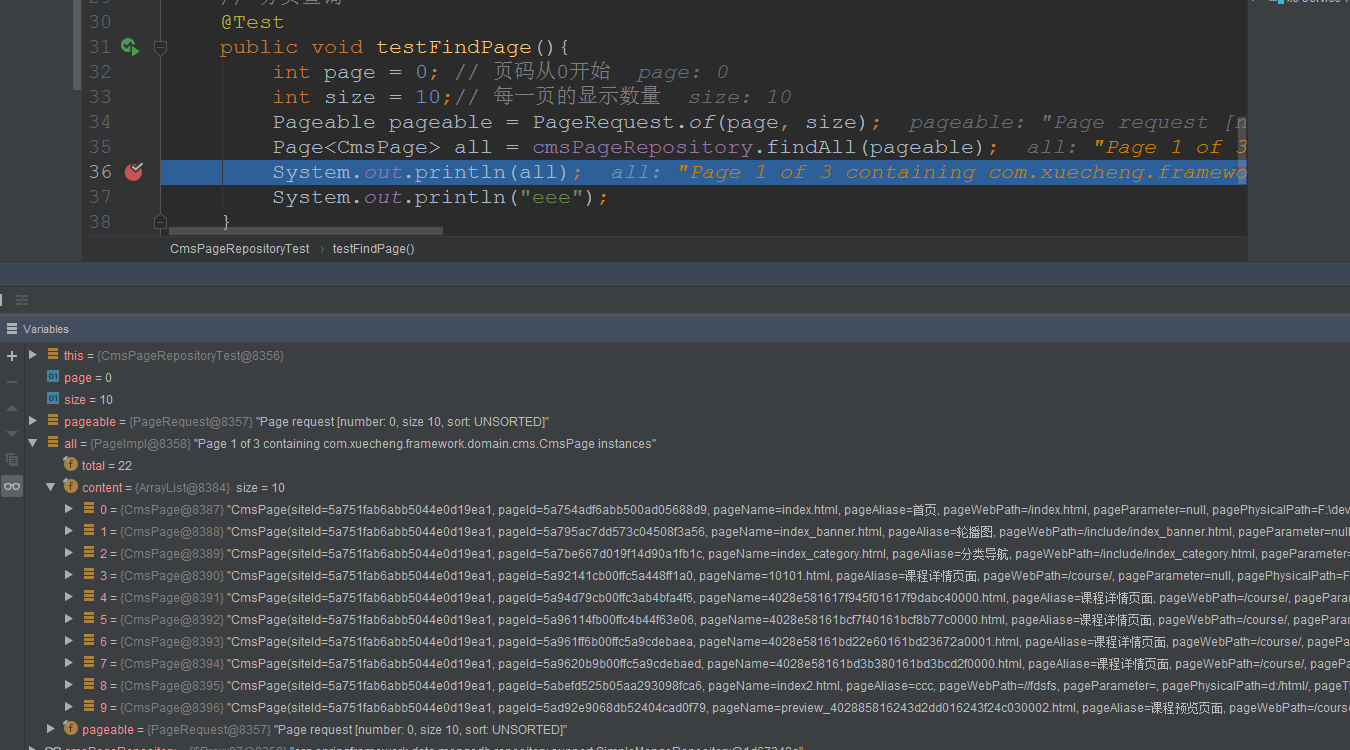 // 分页查询
30 @Test
31 public void testFindPage(){
32 int page = 0; // 页码从0开始 page: 0
33 int size = 10;// 每一页的显示数量 size: 10
34 Pageable pageable = PageRequest.of(page, size); pageable: "Page request [n
35 Page<CmsPage> all = cmsPageRepository.findAll(pageable); all: "Page 1 of 3
36 System.out.println(all); all: "Page 1 of 3 containing com.xuecheng.framewo
37 System.out.println("eee");
38 }
CmsPageRepositoryTest › testFindPage()
Variables
this = {CmsPageRepositoryTest@8356}
01 page = 0
01 size = 10
pageable = {PageRequest@8357} "Page request [number: 0, size 10, sort: UNSORTED]"
all = {PageImpl@8358} "Page 1 of 3 containing com.xuecheng.framework.domain.cms.CmsPage instances"
f total = 22
f content = {ArrayList@8384} size = 10
0 = {CmsPage@8387} "CmsPage(siteId=5a751fab6abb5044e0d19ea1, pageId=5a754adf6abb500ad05688d9, pageName=index.html, pageAliase=首页, pageWebPath=/index.html, pageParameter=null, pagePhysicalPath=F:\dev
1 = {CmsPage@8388} "CmsPage(siteId=5a751fab6abb5044e0d19ea1, pageId=5a795ac7dd573c04508f3a56, pageName=index_banner.html, pageAliase=轮播图, pageWebPath=/include/index_banner.html, pageParameter=null
2 = {CmsPage@8389} "CmsPage(siteId=5a751fab6abb5044e0d19ea1, pageId=5a7be667d019f14d90a1fb1c, pageName=index_category.html, pageAliase=分类导航, pageWebPath=/include/index_category.html, pageParameter=
3 = {CmsPage@8390} "CmsPage(siteId=5a751fab6abb5044e0d19ea1, pageId=5a92141cb00ffc5a448ff1a0, pageName=10101.html, pageAliase=课程详情页面, pageWebPath=/course/, pageParameter=null, pagePhysicalPath=F
4 = {CmsPage@8391} "CmsPage(siteId=5a751fab6abb5044e0d19ea1, pageId=5a94d79cb00ffc3ab4bfa4f6, pageName=4028e581617f945f01617f9dabc40000.html, pageAliase=课程详情页面, pageWebPath=/course/, pagePara
5 = {CmsPage@8392} "CmsPage(siteId=5a751fab6abb5044e0d19ea1, pageId=5a96114fb00ffc4b44f63e06, pageName=4028e58161bcf7f40161bcf8b77c0000.html, pageAliase=课程详情页面, pageWebPath=/course/, pagePar
6 = {CmsPage@8393} "CmsPage(siteId=5a751fab6abb5044e0d19ea1, pageId=5a961ff6b00ffc5a9cdebaea, pageName=4028e58161bd22e60161bd23672a0001.html, pageAliase=课程详情页面, pageWebPath=/course/, pagePa
7 = {CmsPage@8394} "CmsPage(siteId=5a751fab6abb5044e0d19ea1, pageId=5a9620b9b00ffc5a9cdebaed, pageName=4028e58161bd3b380161bd3bcd2f0000.html, pageAliase=课程详情页面, pageWebPath=/course/, pagePa
8 = {CmsPage@8395} "CmsPage(siteId=5a751fab6abb5044e0d19ea1, pageId=5abefd525b05aa293098fca6, pageName=index2.html, pageAliase=ccc, pageWebPath=//fdsfs, pageParameter=, pagePhysicalPath=d:/html/, pageTy
9 = {CmsPage@8396} "CmsPage(siteId=5a751fab6abb5044e0d19ea1, pageId=5ad92e9068db52404cad0f79, pageName=preview_402885816243d2dd016243f24c030002.html, pageAliase=课程预览页面, pageWebPath=/cours
f pageable = {PageRequest@8357} "Page request [number: 0, size 10, sort: UNSORTED]"